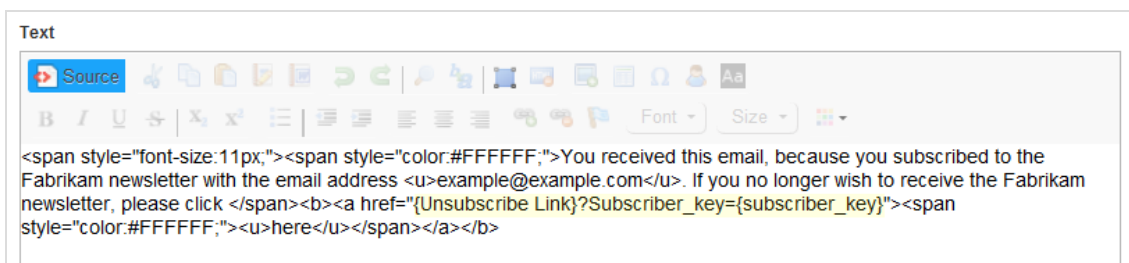 Text
Source
B I U S X₂ X² Font Size
<span style="font-size:11px;"><span style="color:#FFFFFF;">You received this email, because you subscribed to the
Fabrikam newsletter with the email address <u>example@example.com</u>. If you no longer wish to receive the Fabrikam
newsletter, please click </span><b><a href="{Unsubscribe Link}?Subscriber_key={subscriber_key}"><span
style="color:#FFFFFF;"><u>here</u></span></a></b>